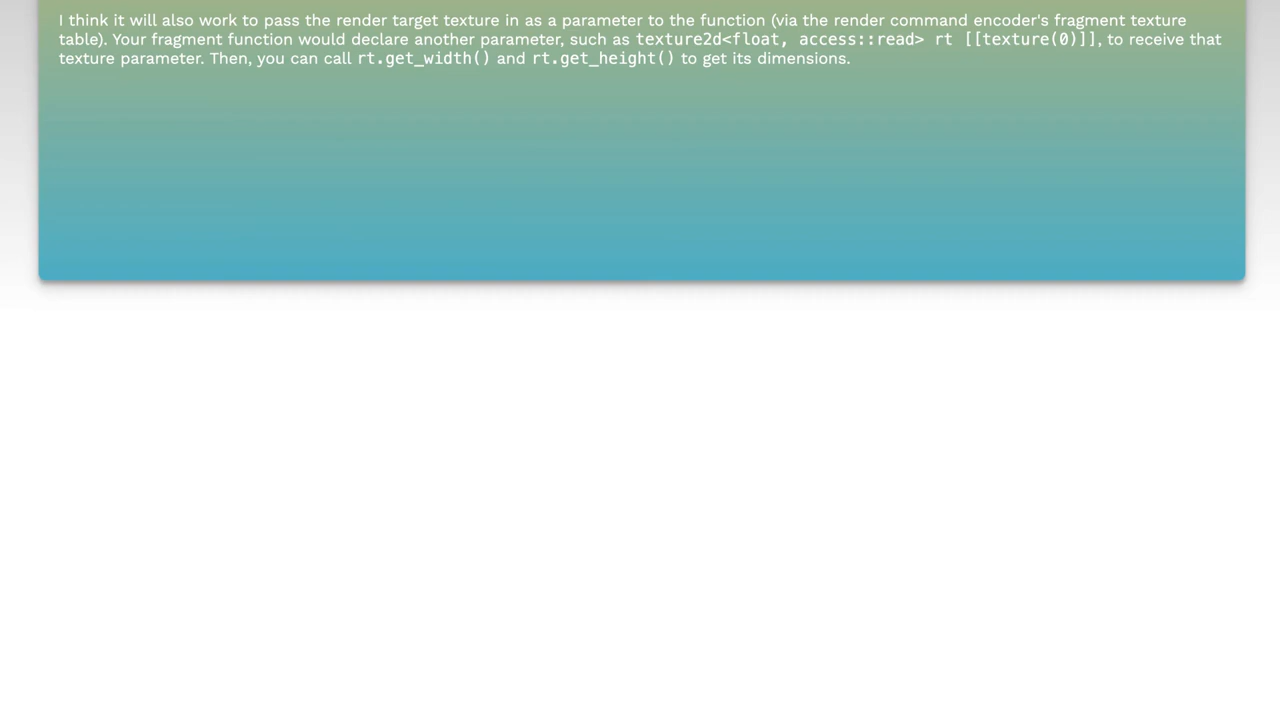 I think it will also work to pass the render target texture in as a parameter to the function (via the render command encoder's fragment texture
table). Your fragment function would declare another parameter, such as texture2d<float, access::read> rt [[texture(0)]], to receive that
texture parameter. Then, you can call rt.get_width() and rt.get_height() to get its dimensions.